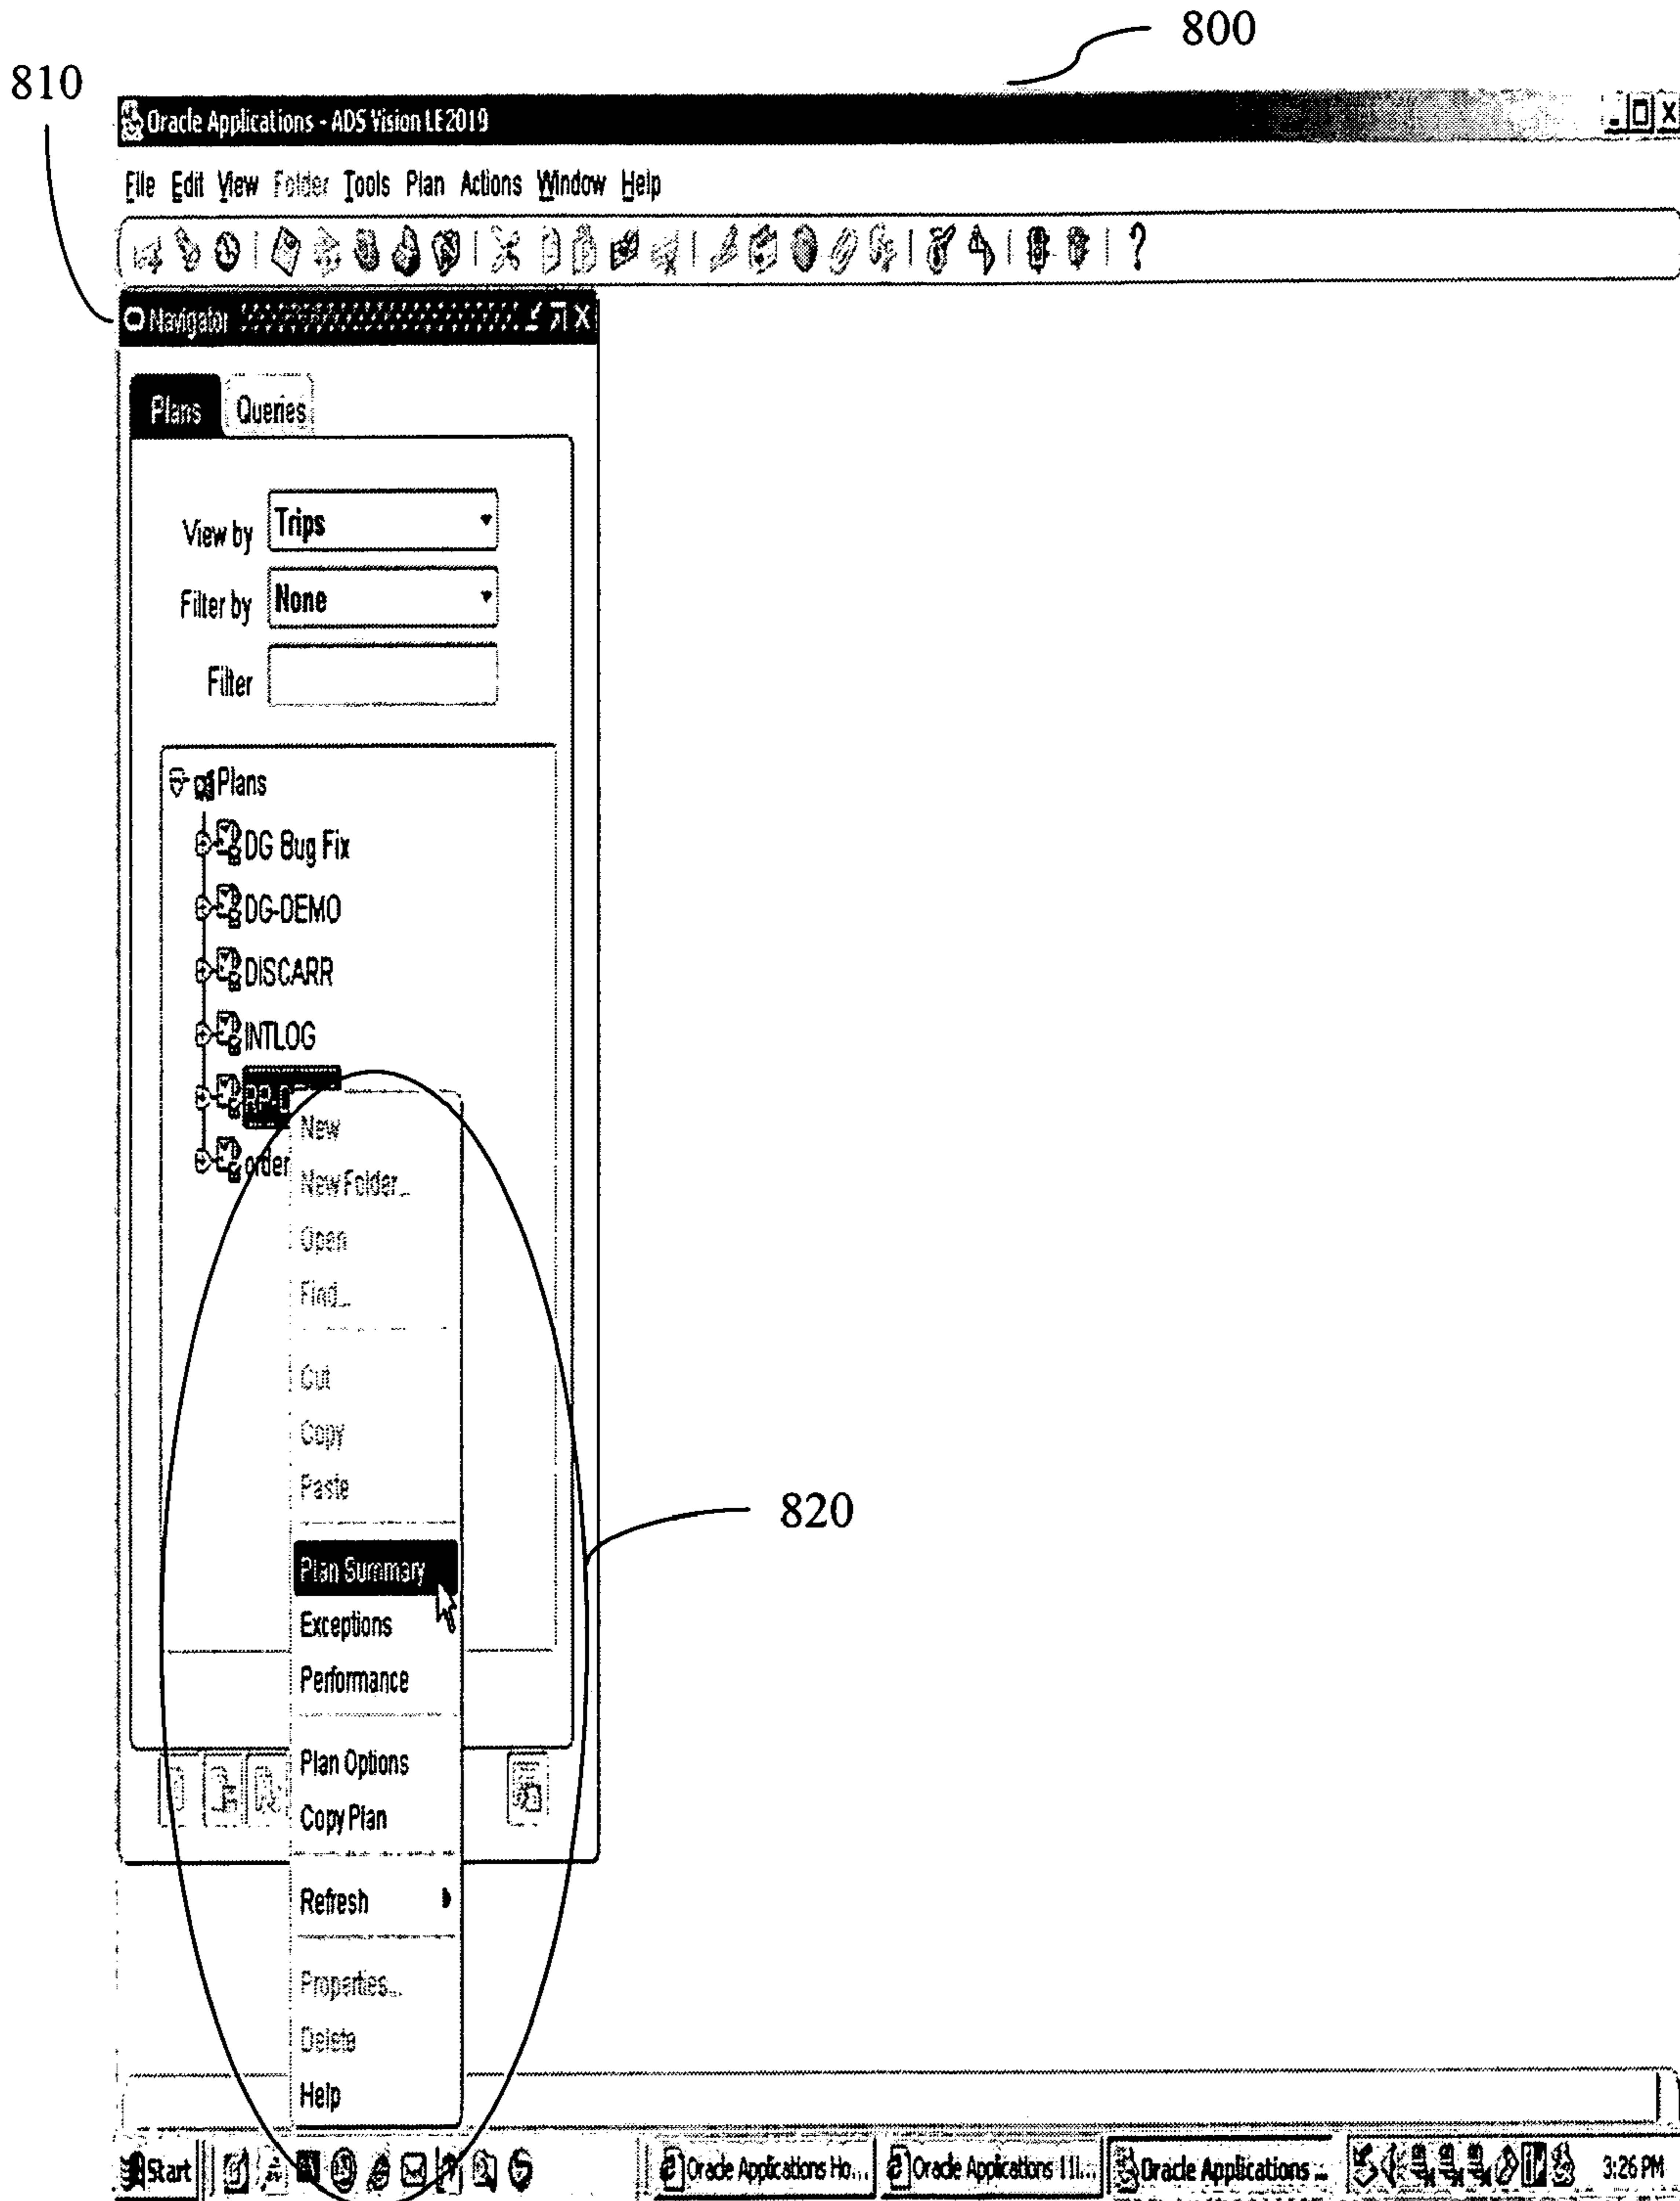 800
810
Oracle Applications - ADS Vision LE2019
File Edit View Folder Tools Plan Actions Window Help
Navigator
Plans Queries
View by Trips
Filter by None
Filter
Plans
DG Bug Fix
DG-DEMO
DISCARR
INTLOG
order
New
New Folder...
Open
Find...
Cut
Copy
Paste
820
Plan Summary
Exceptions
Performance
Plan Options
Copy Plan
Refresh
Properties...
Delete
Help
Start Oracle Applications Ho... Oracle Applications 11i... Oracle Applications ... 3:26 PM